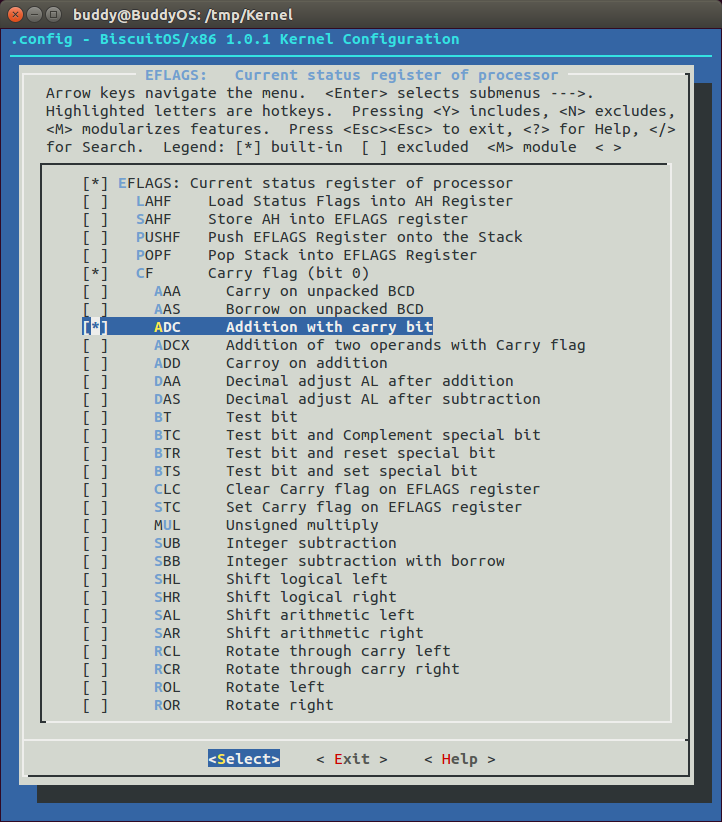 buddy@BuddyOS: /tmp/Kernel
.config - BiscuitOS/x86 1.0.1 Kernel Configuration
EFLAGS:   Current status register of processor
Arrow keys navigate the menu.  <Enter> selects submenus --->.
Highlighted letters are hotkeys.  Pressing <Y> includes, <N> excludes,
<M> modularizes features.  Press <Esc><Esc> to exit, <?> for Help, </>
for Search.  Legend: [*] built-in  [ ] excluded  <M> module  < >
[*] EFLAGS: Current status register of processor
[ ]   LAHF    Load Status Flags into AH Register
[ ]   SAHF    Store AH into EFLAGS register
[ ]   PUSHF   Push EFLAGS Register onto the Stack
[ ]   POPF    Pop Stack into EFLAGS Register
[*]   CF      Carry flag (bit 0)
[ ]     AAA     Carry on unpacked BCD
[ ]     AAS     Borrow on unpacked BCD
[*]     ADC     Addition with carry bit
[ ]     ADCX    Addition of two operands with Carry flag
[ ]     ADD     Carroy on addition
[ ]     DAA     Decimal adjust AL after addition
[ ]     DAS     Decimal adjust AL after subtraction
[ ]     BT      Test bit
[ ]     BTC     Test bit and Complement special bit
[ ]     BTR     Test bit and reset special bit
[ ]     BTS     Test bit and set special bit
[ ]     CLC     Clear Carry flag on EFLAGS register
[ ]     STC     Set Carry flag on EFLAGS register
[ ]     MUL     Unsigned multiply
[ ]     SUB     Integer subtraction
[ ]     SBB     Integer subtraction with borrow
[ ]     SHL     Shift logical left
[ ]     SHR     Shift logical right
[ ]     SAL     Shift arithmetic left
[ ]     SAR     Shift arithmetic right
[ ]     RCL     Rotate through carry left
[ ]     RCR     Rotate through carry right
[ ]     ROL     Rotate left
[ ]     ROR     Rotate right
<Select>    < Exit >    < Help >